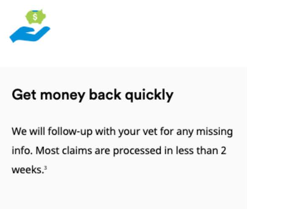 $
Get money back quickly
We will follow-up with your vet for any missing
info. Most claims are processed in less than 2
weeks.³